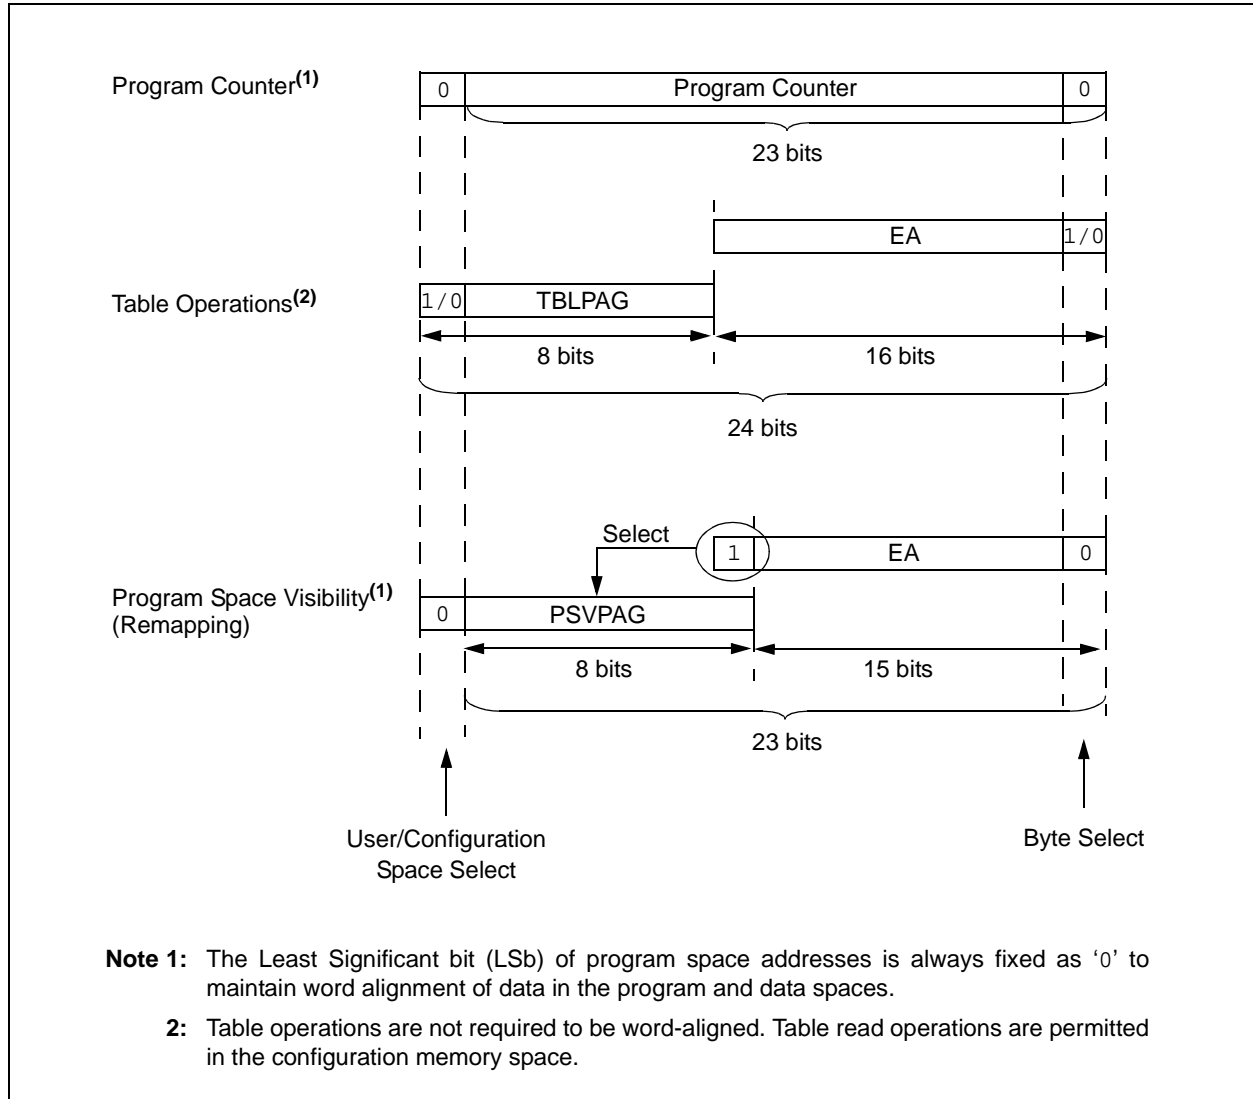 Program Counter(1)
0
Program Counter
0
23 bits
EA
1/0
Table Operations(2)
1/0
TBLPAG
8 bits
16 bits
24 bits
Select
1
EA
0
Program Space Visibility(1)
(Remapping)
0
PSVPAG
8 bits
15 bits
23 bits
User/Configuration
Space Select
Byte Select
Note 1: The Least Significant bit (LSb) of program space addresses is always fixed as ‘0’ to
maintain word alignment of data in the program and data spaces.
2: Table operations are not required to be word-aligned. Table read operations are permitted
in the configuration memory space.